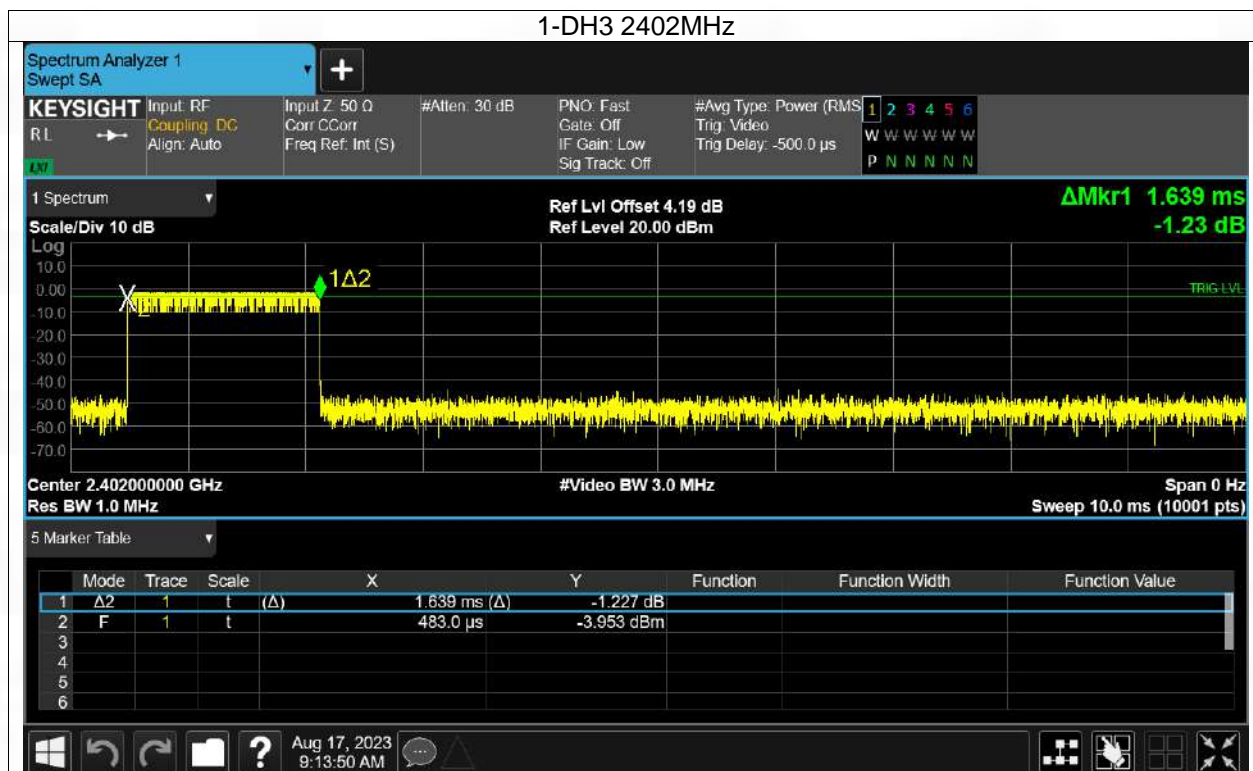 1-DH3 2402MHz
Spectrum Analyzer 1
Swept SA
+
KEYSIGHT Input: RF Input Z: 50 Ω #Atten: 30 dB PNO: Fast #Avg Type: Power (RMS 1 2 3 4 5 6
RL Coupling: DC Corr CCorr Gate: Off Trig: Video W W W W W W
Align: Auto Freq Ref: Int (S) IF Gain: Low Trig Delay: -500.0 µs
LXI Sig Track: Off P N N N N N
1 Spectrum Ref Lvl Offset 4.19 dB ΔMkr1 1.639 ms
Scale/Div 10 dB Ref Level 20.00 dBm -1.23 dB
Log
10.0
1Δ2
0.00 X TRIG LVL
2
-10.0
-20.0
-30.0
-40.0
-50.0
-60.0
-70.0
Center 2.402000000 GHz #Video BW 3.0 MHz Span 0 Hz
Res BW 1.0 MHz Sweep 10.0 ms (10001 pts)
5 Marker Table
Mode Trace Scale X Y Function Function Width Function Value
1 Δ2 1 t (Δ) 1.639 ms (Δ) -1.227 dB
2 F 1 t 483.0 µs -3.953 dBm
3
4
5
6
? Aug 17, 2023
9:13:50 AM